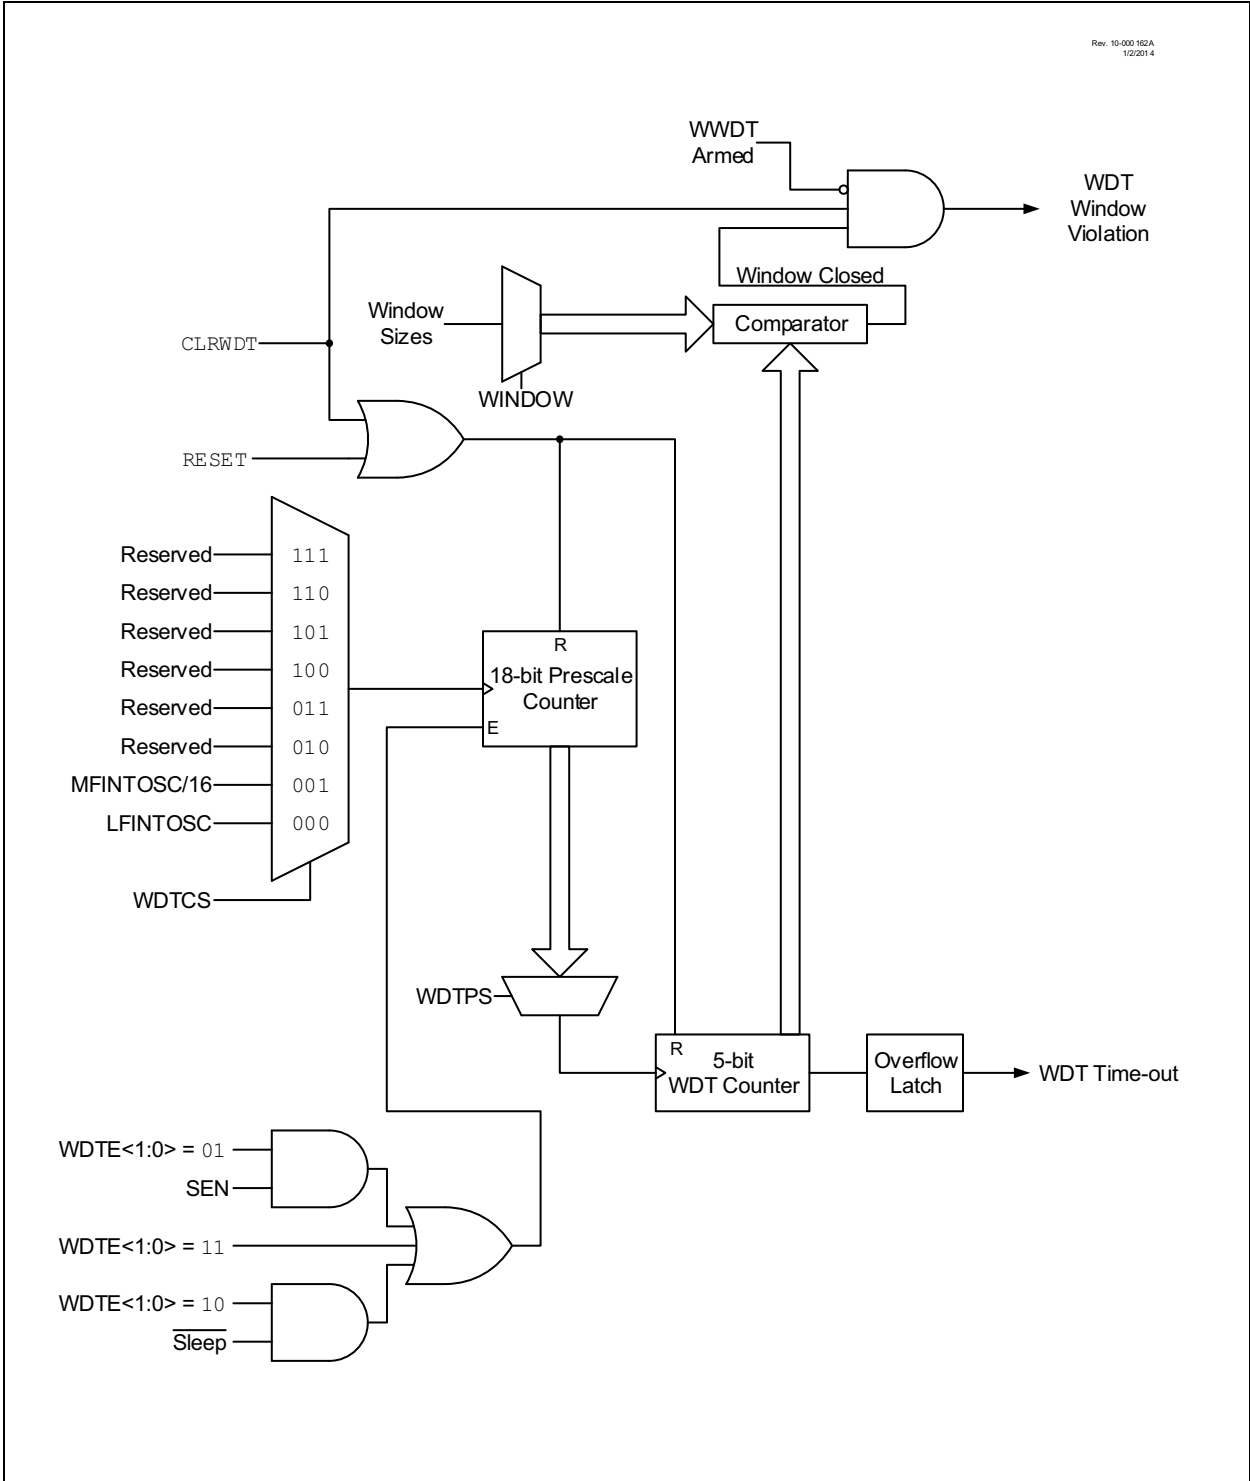 Rev. 10-000 162A
1/2/201 4
WWDT
Armed
WDT
Window
Violation
Window Closed
Window
Sizes
Comparator
CLRWDT
WINDOW
RESET
Reserved 111
Reserved 110
Reserved 101
Reserved 100
Reserved 011
Reserved 010
MFINTOSC/16 001
LFINTOSC 000
WDTCS
R
18-bit Prescale
Counter
E
WDTPS
R
5-bit
WDT Counter
Overflow
Latch
WDT Time-out
WDTE<1:0> = 01
SEN
WDTE<1:0> = 11
WDTE<1:0> = 10
Sleep